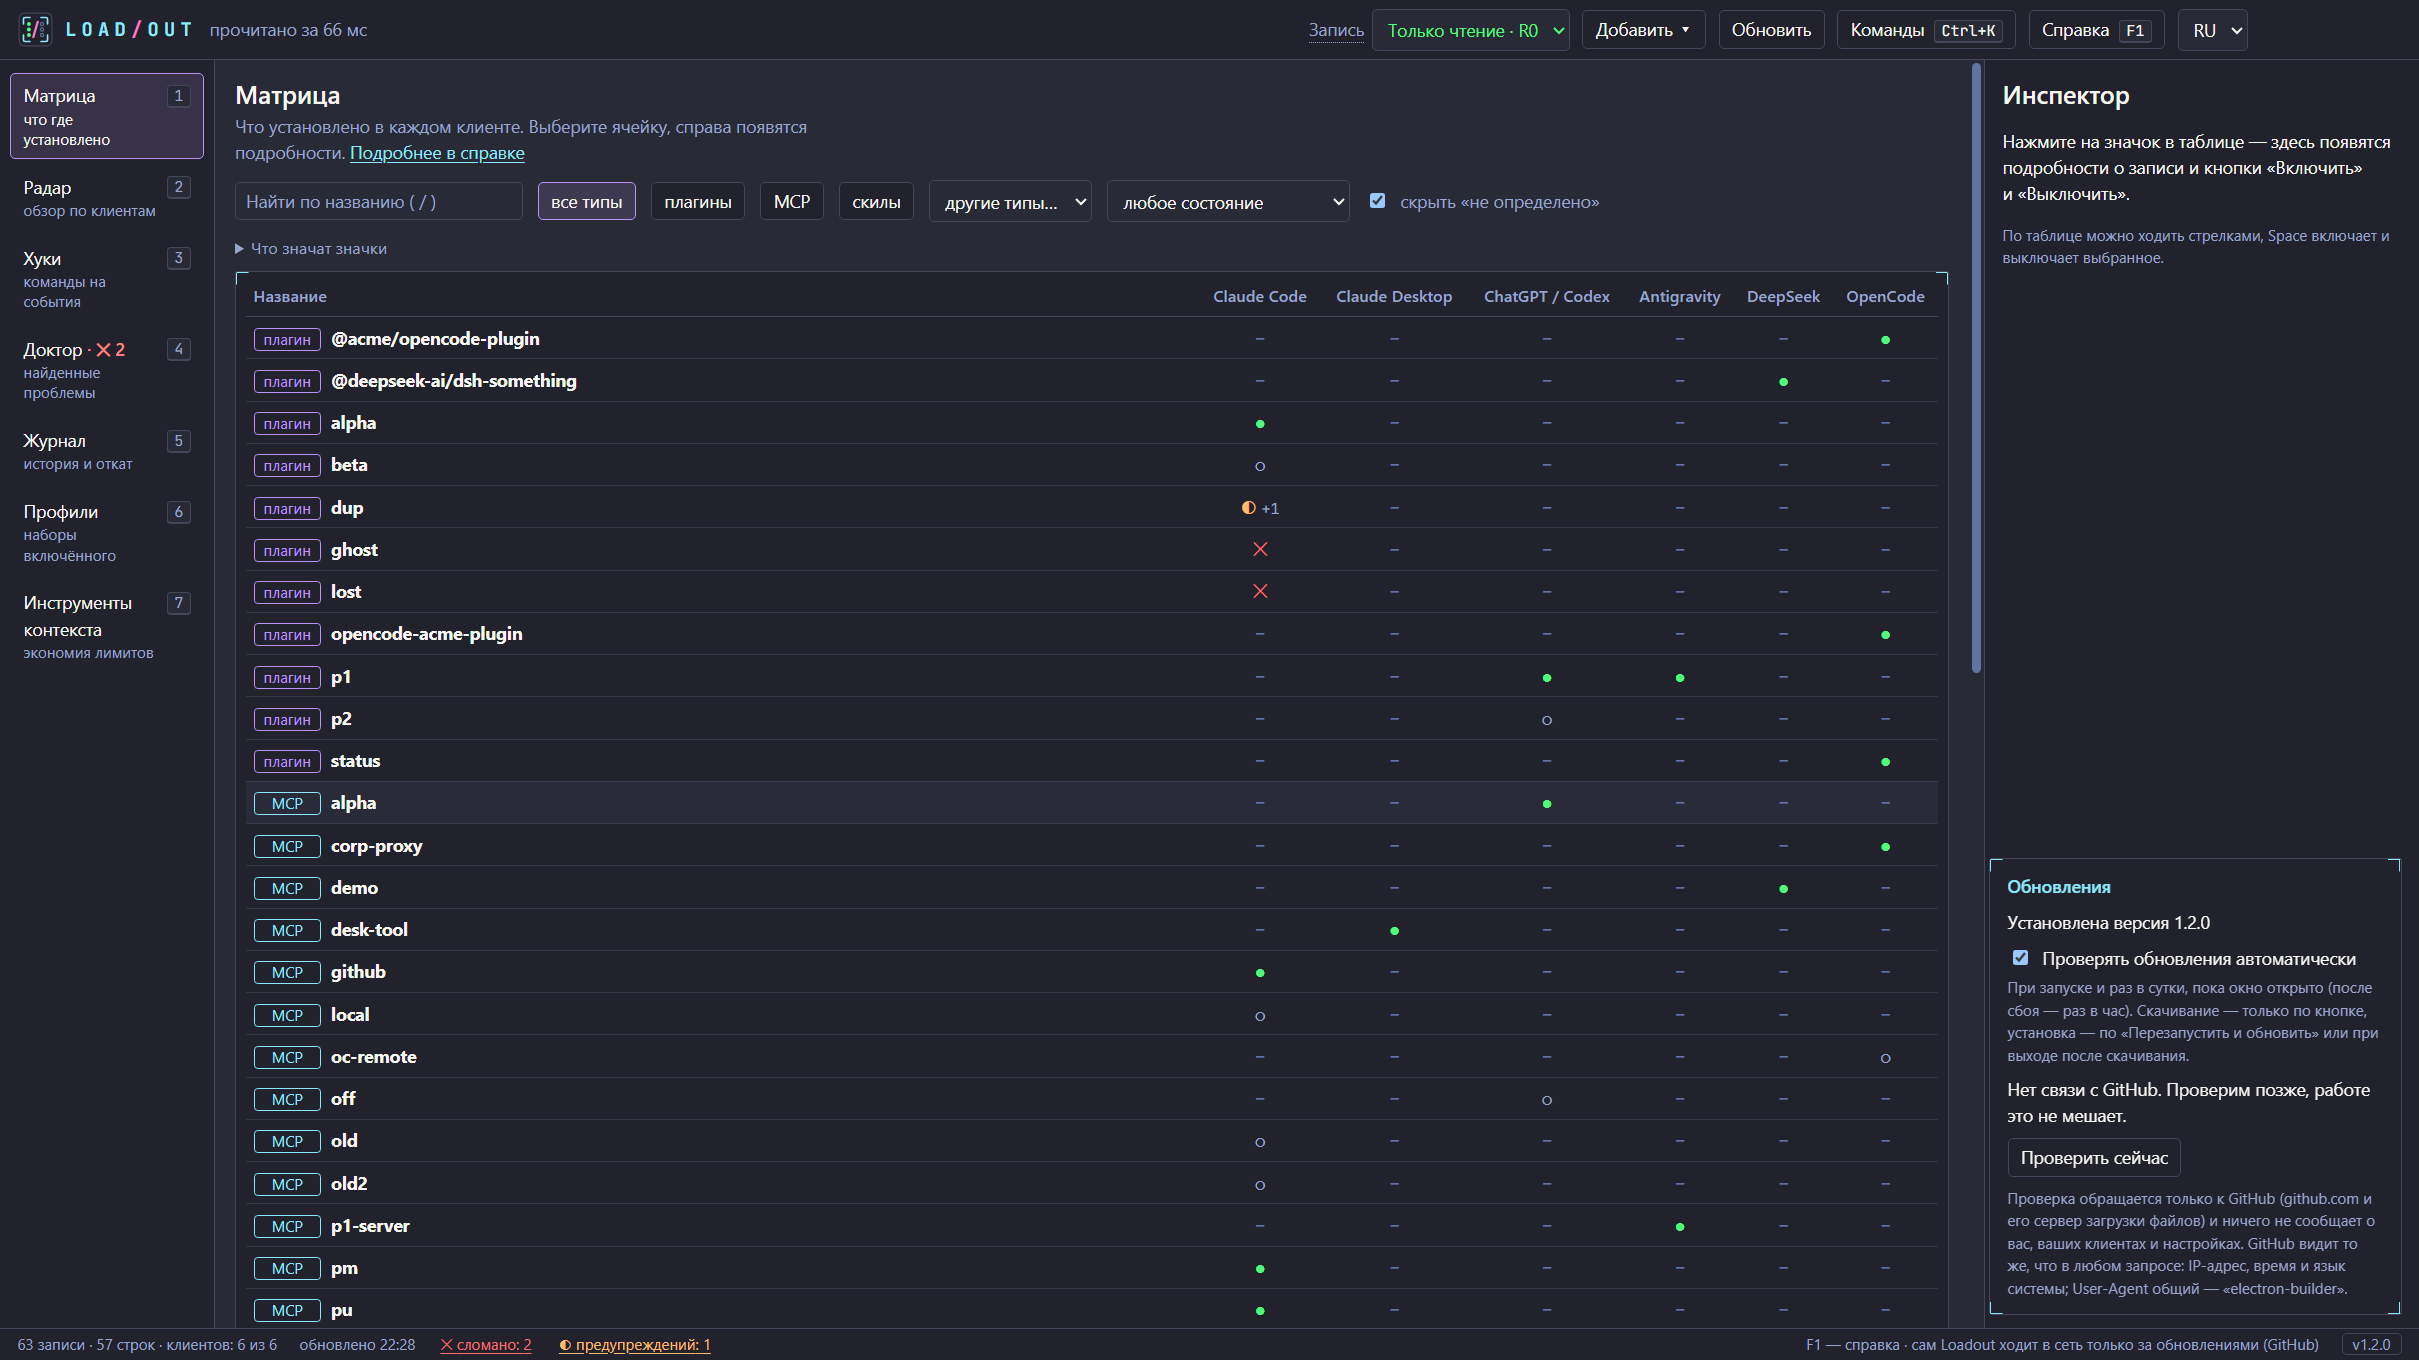 LOAD/OUT прочитано за 66 мс
Запись Только чтение · R0 Добавить ▾ Обновить Команды Ctrl+K Справка F1 RU
Матрица 1
что где
установлено
Радар 2
обзор по клиентам
Хуки 3
команды на
события
Доктор · ✕ 2 4
найденные
проблемы
Журнал 5
история и откат
Профили 6
наборы
включённого
Инструменты 7
контекста
экономия лимитов
Матрица
Что установлено в каждом клиенте. Выберите ячейку, справа появятся
подробности. Подробнее в справке
Найти по названию ( / ) все типы плагины MCP скилы другие типы... любое состояние скрыть «не определено»
▶ Что значат значки
Название Claude Code Claude Desktop ChatGPT / Codex Antigravity DeepSeek OpenCode
плагин @acme/opencode-plugin – – – – – ●
плагин @deepseek-ai/dsh-something – – – – ● –
плагин alpha ● – – – – –
плагин beta ○ – – – – –
плагин dup ◐ +1 – – – – –
плагин ghost ✕ – – – – –
плагин lost ✕ – – – – –
плагин opencode-acme-plugin – – – – – ●
плагин p1 – – ● ● – –
плагин p2 – – ○ – – –
плагин status – – – – – ●
MCP alpha – – ● – – –
MCP corp-proxy – – – – – ●
MCP demo – – – – ● –
MCP desk-tool – ● – – – –
MCP github ● – – – – –
MCP local ○ – – – – –
MCP oc-remote – – – – – ○
MCP off – – ○ – – –
MCP old ○ – – – – –
MCP old2 ○ – – – – –
MCP p1-server – – – ● – –
MCP pm ● – – – – –
MCP pu ● – – – – –
Инспектор
Нажмите на значок в таблице — здесь появятся
подробности о записи и кнопки «Включить»
и «Выключить».
По таблице можно ходить стрелками, Space включает и
выключает выбранное.
Обновления
Установлена версия 1.2.0
Проверять обновления автоматически
При запуске и раз в сутки, пока окно открыто (после
сбоя — раз в час). Скачивание — только по кнопке,
установка — по «Перезапустить и обновить» или при
выходе после скачивания.
Нет связи с GitHub. Проверим позже, работе
это не мешает.
Проверить сейчас
Проверка обращается только к GitHub (github.com и
его сервер загрузки файлов) и ничего не сообщает о
вас, ваших клиентах и настройках. GitHub видит то
же, что в любом запросе: IP-адрес, время и язык
системы; User-Agent общий — «electron-builder».
63 записи · 57 строк · клиентов: 6 из 6 обновлено 22:28 ✕ сломано: 2 ◐ предупреждений: 1 F1 — справка · сам Loadout ходит в сеть только за обновлениями (GitHub) v1.2.0